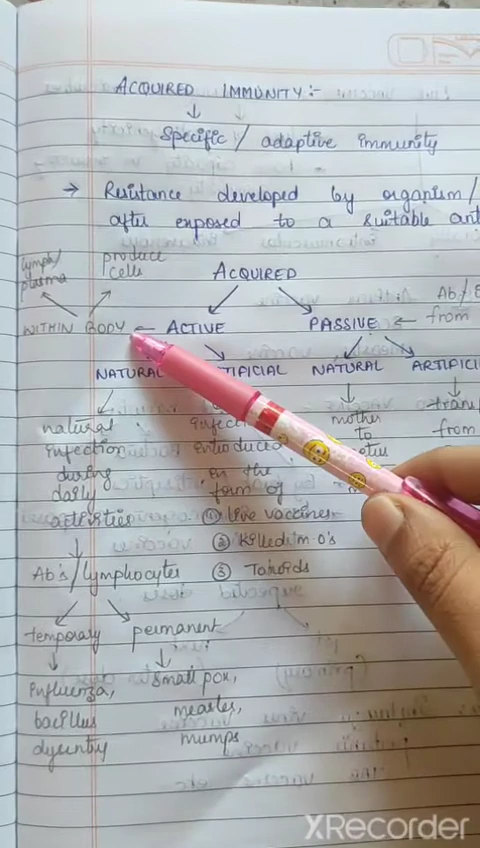 ACQUIRED IMMUNITY :-
↓
Specific / adaptive immunity
→ Resistance developed by organism/
after exposed to a suitable ant
lymph/
plasma
produce
cells
ACQUIRED
WITHIN BODY ← ACTIVE
PASSIVE ← from
Ab/
NATURAL
TIFICIAL
NATURAL
ARTIFICI
natural
infection
during
daily
activities
↓
Ab's / lymphocytes
temporary
↓
Influenza,
bacillus
dysentry
permanent
↓
Small pox,
measles,
mumps
infecti
introduced
in the
form of
① Live vaccines
② Killed m.o's
③ Toxoids
mother
to
trans
from
XRecorder